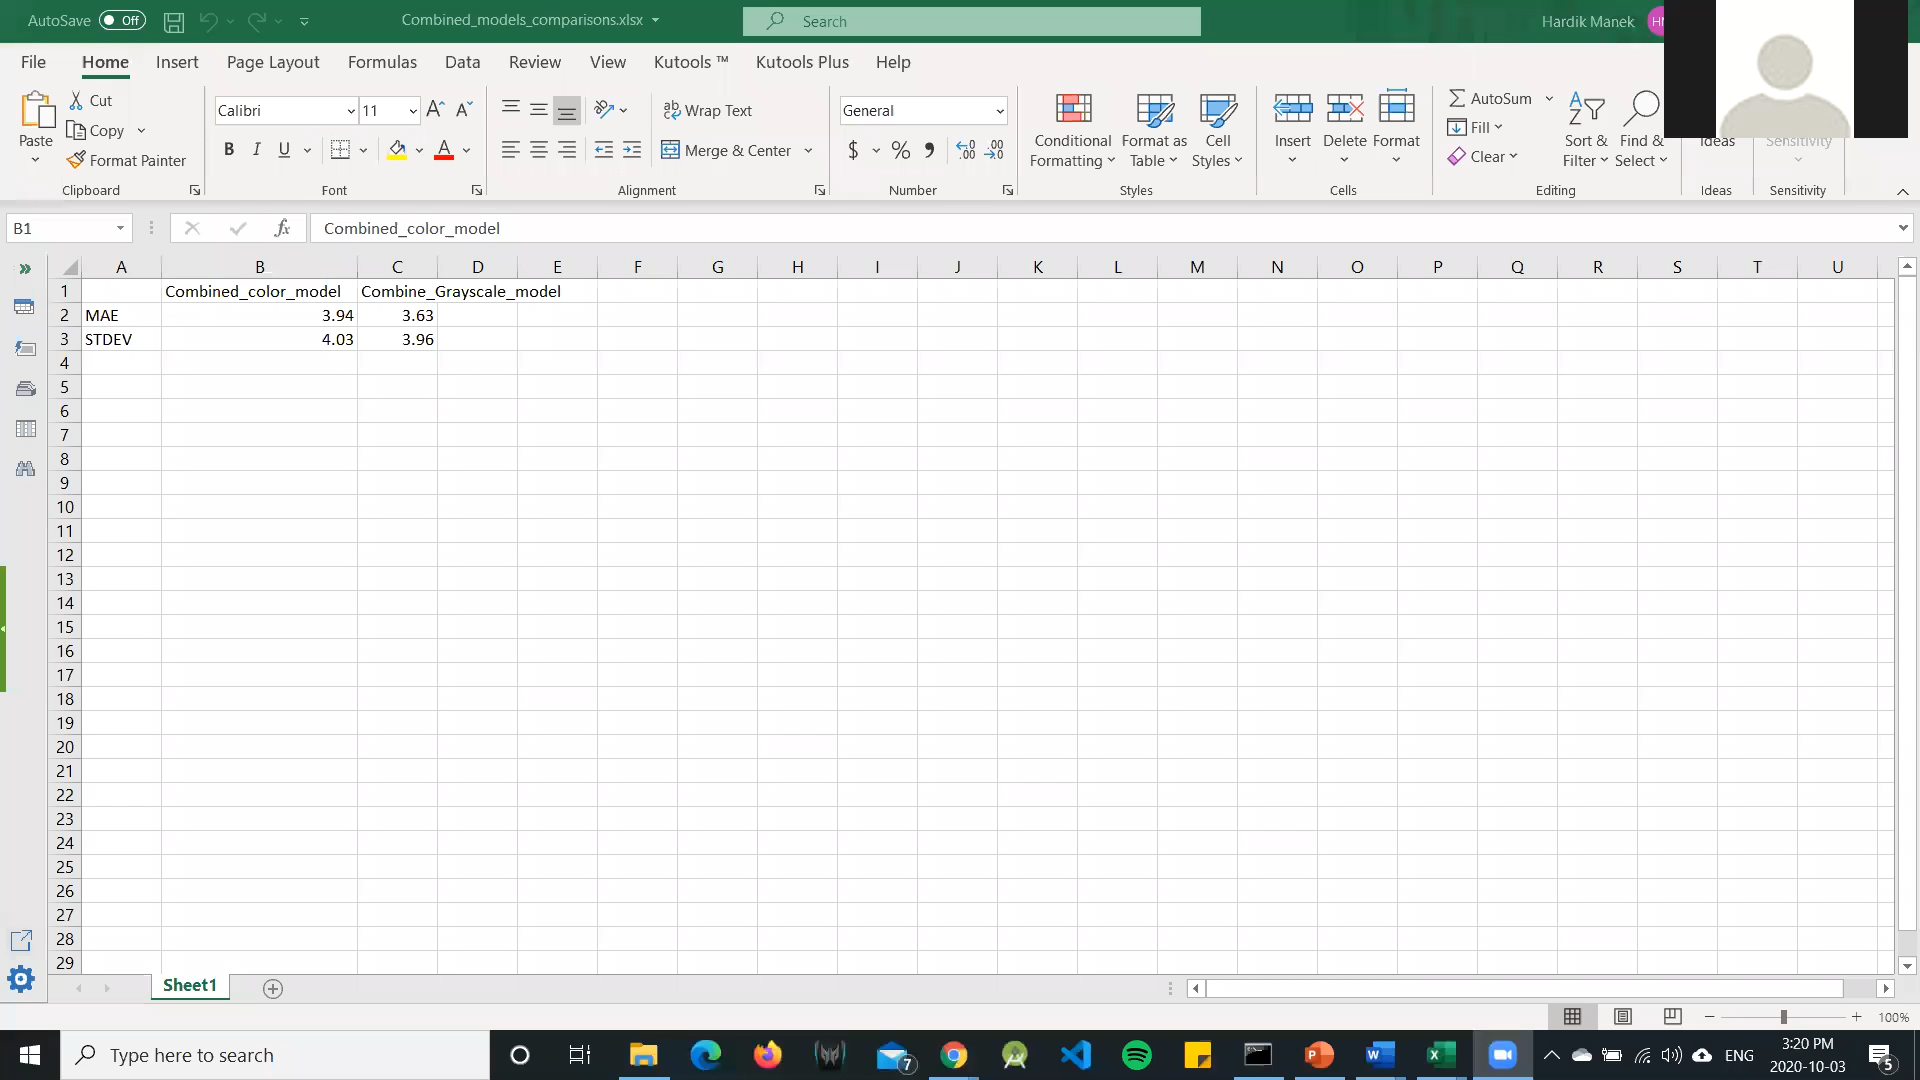 AutoSave Off Combined_models_comparisons.xlsx Search Hardik Manek
File Home Insert Page Layout Formulas Data Review View Kutools ™ Kutools Plus Help
Paste Cut Copy Format Painter Clipboard
Calibri 11 B I U A Font
Wrap Text Merge & Center Alignment
General $ % Number
Conditional Formatting Format as Table Cell Styles Styles
Insert Delete Format Cells
AutoSum Fill Clear Sort & Filter Find & Select Editing
Ideas Ideas
Sensitivity Sensitivity
B1 fx Combined_color_model
A B C D E F G H I J K L M N O P Q R S T U
1 Combined_color_model Combine_Grayscale_model
2 MAE 3.94 3.63
3 STDEV 4.03 3.96
4
5
6
7
8
9
10
11
12
13
14
15
16
17
18
19
20
21
22
23
24
25
26
27
28
29
Sheet1
100%
Type here to search 7 ENG 3:20 PM 5
2020-10-03